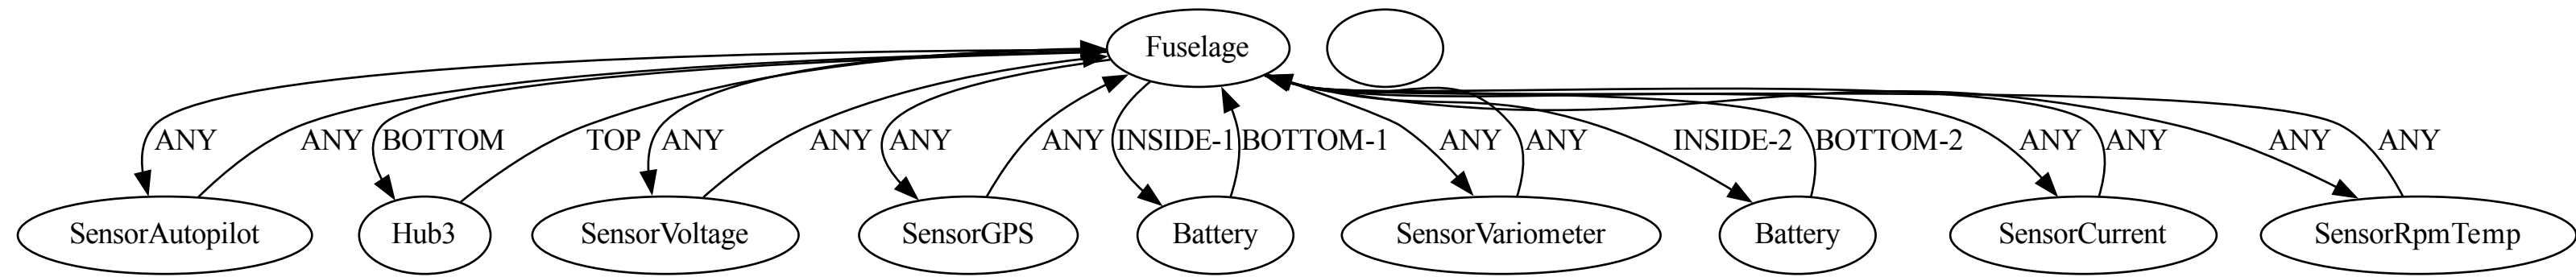 Fuselage
ANY ANY BOTTOM TOP ANY ANY ANY ANY INSIDE-1 BOTTOM-1 ANY ANY INSIDE-2 BOTTOM-2 ANY ANY ANY ANY
SensorAutopilot Hub3 SensorVoltage SensorGPS Battery SensorVariometer Battery SensorCurrent SensorRpmTemp